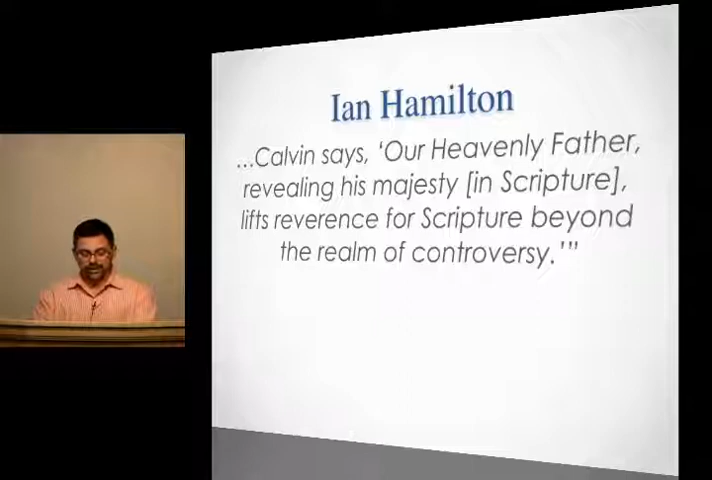 Ian Hamilton
...Calvin says, 'Our Heavenly Father,
revealing his majesty [in Scripture],
lifts reverence for Scripture beyond
the realm of controversy.'"